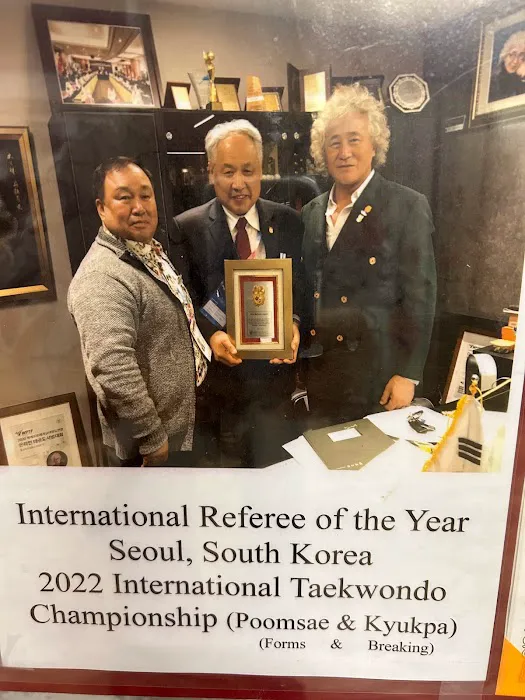 International Referee of the Year
Seoul, South Korea
2022 International Taekwondo
Championship (Poomsae & Kyukpa)
(Forms & Breaking)